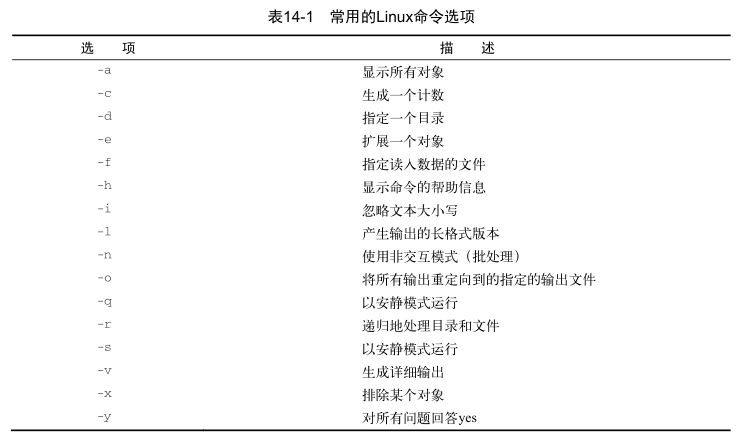 表14-1 常用的Linux命令选项
选 项 描 述
-a 显示所有对象
-c 生成一个计数
-d 指定一个目录
-e 扩展一个对象
-f 指定读入数据的文件
-h 显示命令的帮助信息
-i 忽略文本大小写
-l 产生输出的长格式版本
-n 使用非交互模式（批处理）
-o 将所有输出重定向到的指定的输出文件
-q 以安静模式运行
-r 递归地处理目录和文件
-s 以安静模式运行
-v 生成详细输出
-x 排除某个对象
-y 对所有问题回答yes